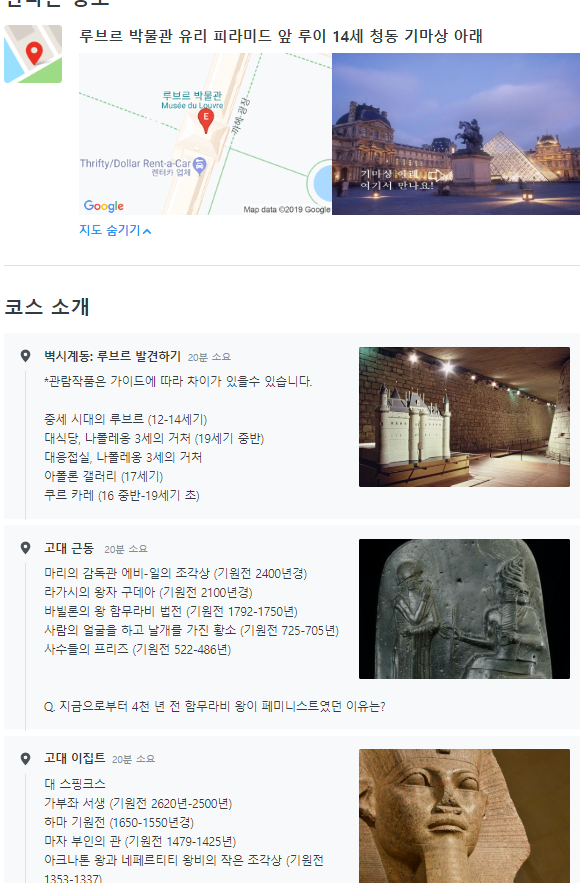 루브르 박물관 유리 피라미드 앞 루이 14세 청동 기마상 아래
루브르 박물관
Musée du Louvre
E
까헤 광장
Thrifty/Dollar Rent-a-Car
렌터카 업체
Google
Map data ©2019 Google
기마상 아래
여기서 만나요!
지도 숨기기
코스 소개
벽시계동: 루브르 발견하기 20분 소요
*관람작품은 가이드에 따라 차이가 있을수 있습니다.
중세 시대의 루브르 (12-14세기)
대식당, 나폴레옹 3세의 거처 (19세기 중반)
대응접실, 나폴레옹 3세의 거처
아폴론 갤러리 (17세기)
쿠르 카레 (16 중반-19세기 초)
고대 근동 20분 소요
마리의 감독관 에비-일의 조각상 (기원전 2400년경)
라가시의 왕자 구데아 (기원전 2100년경)
바빌론의 왕 함무라비 법전 (기원전 1792-1750년)
사람의 얼굴을 하고 날개를 가진 황소 (기원전 725-705년)
사수들의 프리즈 (기원전 522-486년)
Q. 지금으로부터 4천 년 전 함무라비 왕이 페미니스트였던 이유는?
고대 이집트 20분 소요
대 스핑크스
가부좌 서생 (기원전 2620년-2500년)
하마 기원전 (1650-1550년경)
마자 부인의 관 (기원전 1479-1425년)
아크나톤 왕과 네페르티티 왕비의 작은 조각상 (기원전
1353-1337)